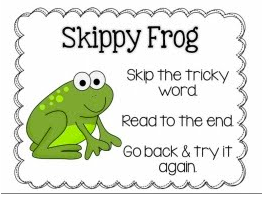 Skippy Frog
Skip the tricky
word.
Read to the end.
Go back & try it
again.